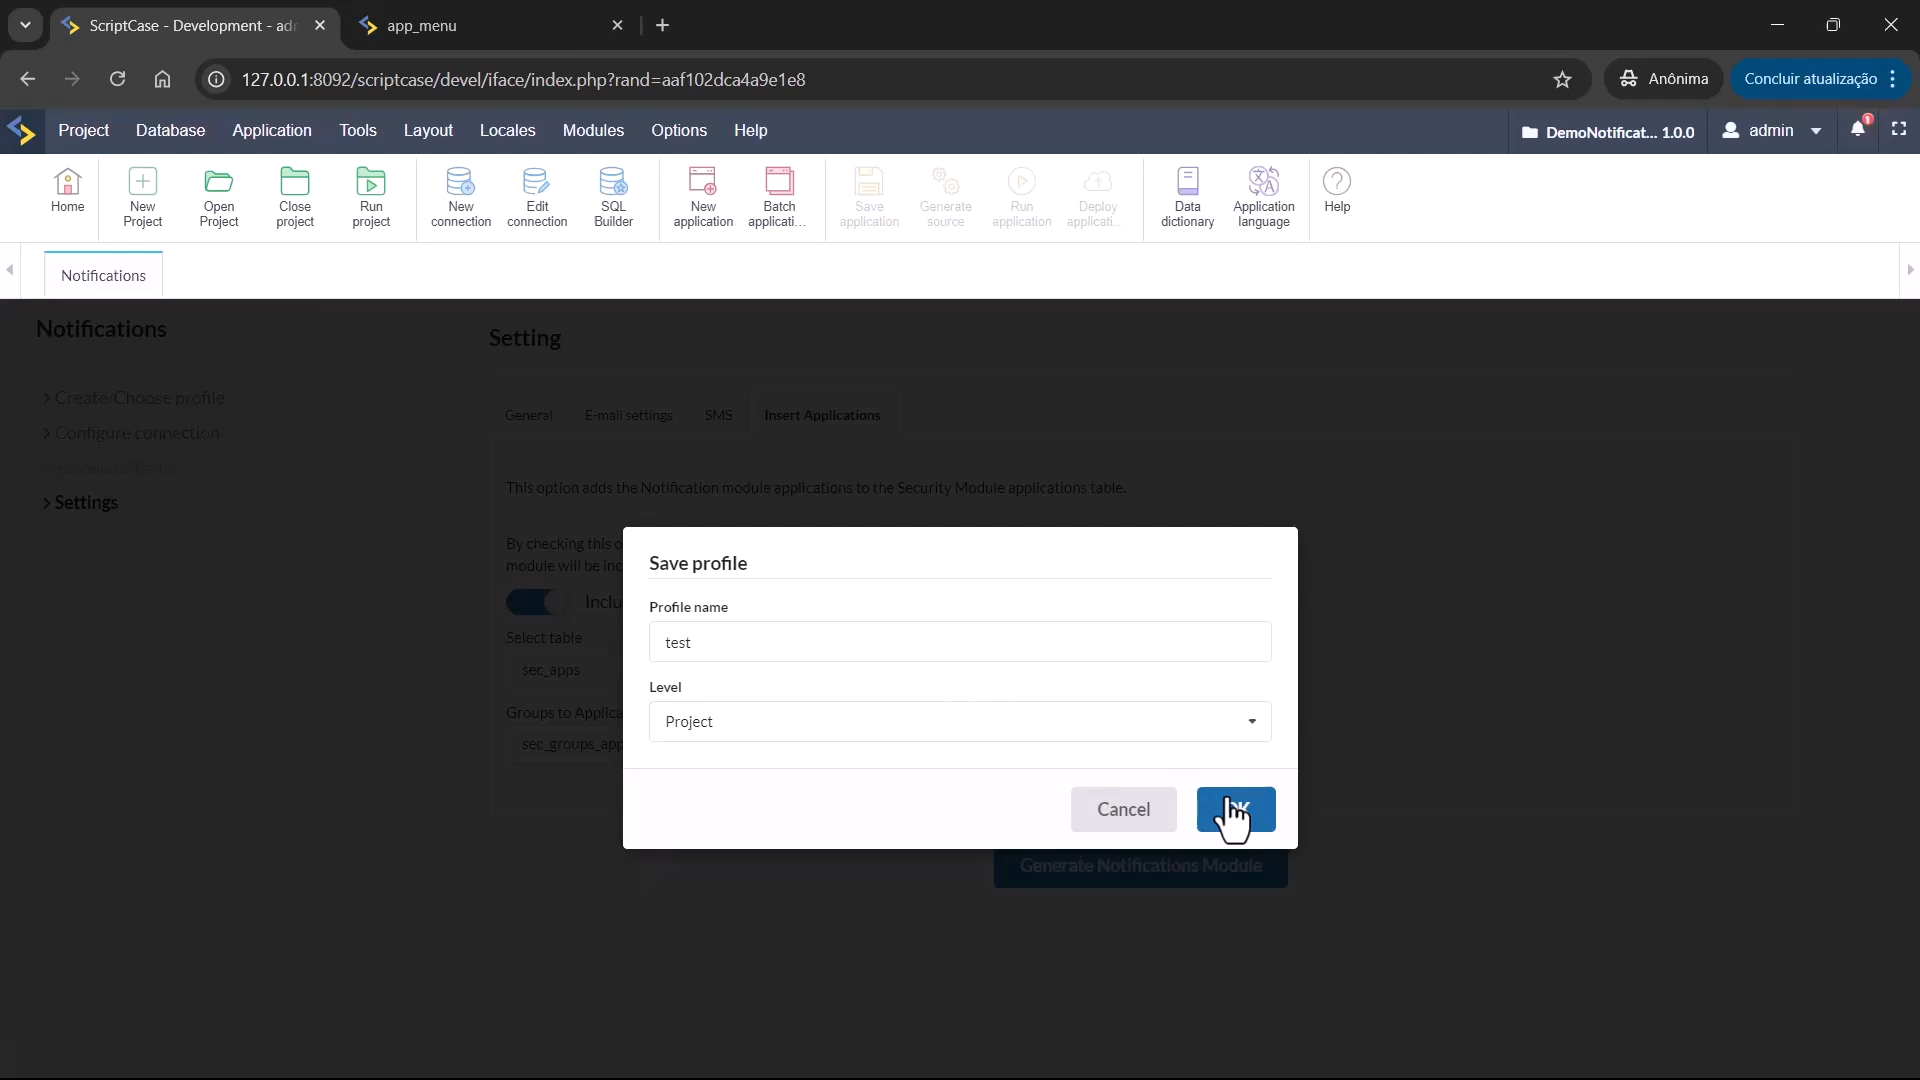 ScriptCase - Development - adr
app_menu
127.0.0.1:8092/scriptcase/devel/iface/index.php?rand=aaf102dca4a9e1e8
Anônima
Concluir atualização
Project
Database
Application
Tools
Layout
Locales
Modules
Options
Help
DemoNotificat... 1.0.0
admin
1
Home
New
Project
Open
Project
Close
project
Run
project
New
connection
Edit
connection
SQL
Builder
New
application
Batch
applicati...
Save
application
Generate
source
Run
application
Deploy
applicati...
Data
dictionary
Application
language
Help
Notifications
Notifications
> Create/Choose profile
> Configure connection
> Settings
Setting
General
E-mail settings
SMS
Insert Applications
This option adds the Notification module applications to the Security Module applications table.
By checking this
module will be inc
Inclu
Select table
sec_apps
Groups to Applica
sec_groups_app
Save profile
Profile name
test
Level
Project
Cancel
Generate Notifications Module